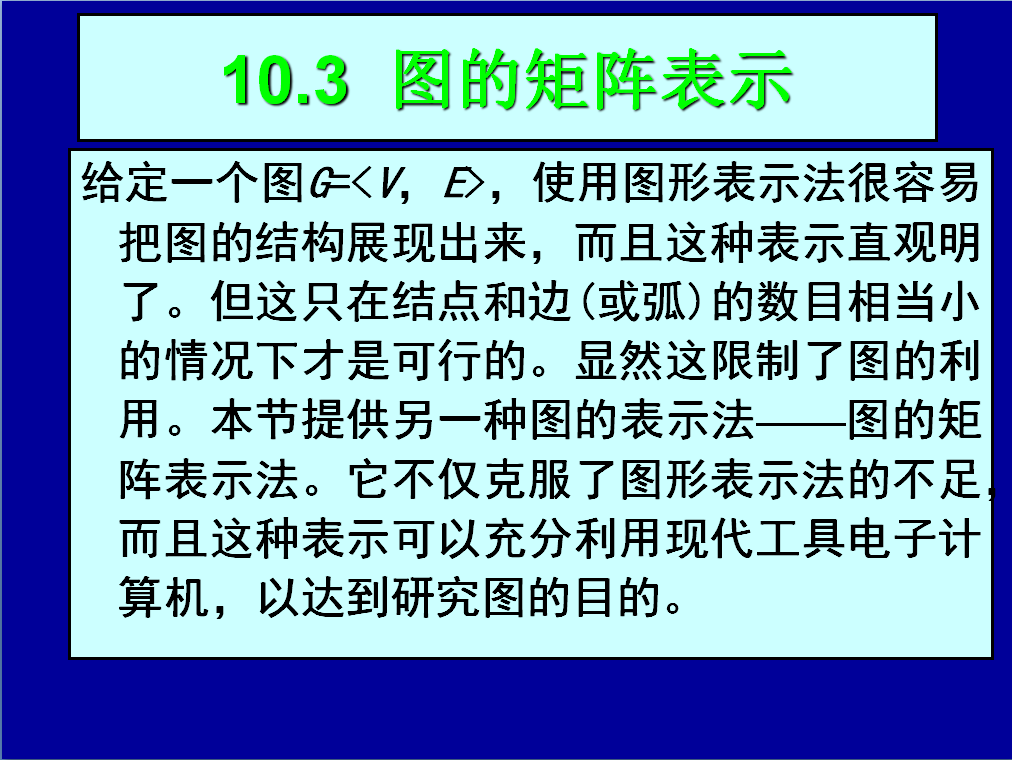 10.3 图的矩阵表示
给定一个图G=<V，E>，使用图形表示法很容易
把图的结构展现出来，而且这种表示直观明
了。但这只在结点和边(或弧)的数目相当小
的情况下才是可行的。显然这限制了图的利
用。本节提供另一种图的表示法——图的矩
阵表示法。它不仅克服了图形表示法的不足，
而且这种表示可以充分利用现代工具电子计
算机，以达到研究图的目的。